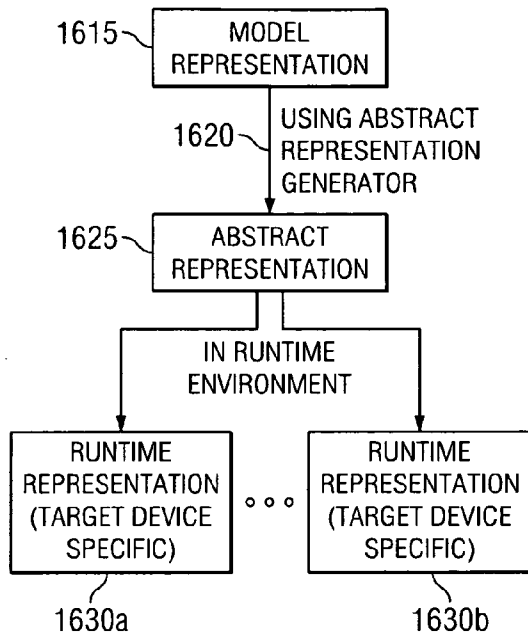 1615
MODEL
REPRESENTATION
1620
USING ABSTRACT
REPRESENTATION
GENERATOR
1625
ABSTRACT
REPRESENTATION
IN RUNTIME
ENVIRONMENT
RUNTIME
REPRESENTATION
(TARGET DEVICE
SPECIFIC)
RUNTIME
REPRESENTATION
(TARGET DEVICE
SPECIFIC)
1630a
1630b